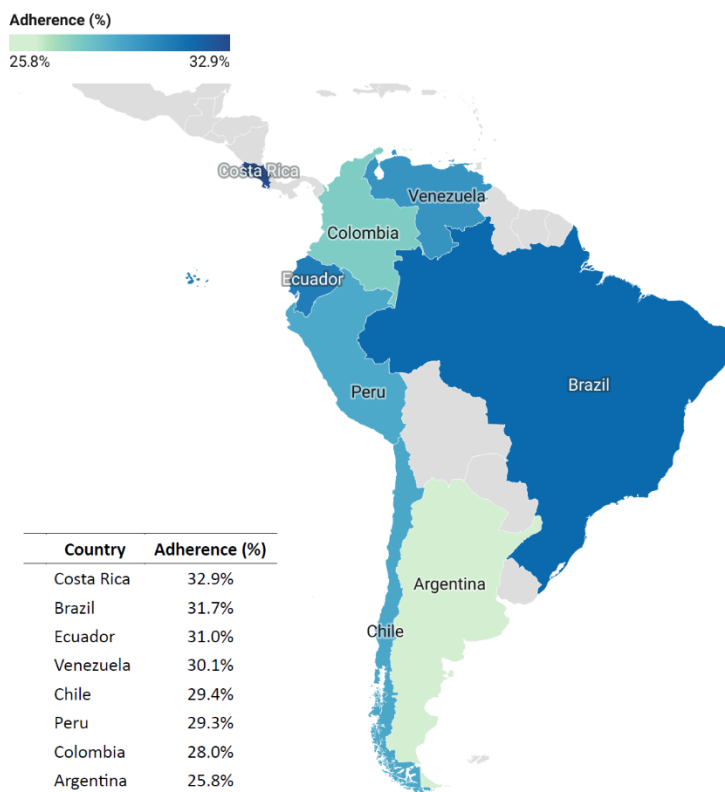 Adherence (%)
25.8% 32.9%
Costa Rica
Venezuela
Colombia
Ecuador
Peru
Brazil
Argentina
Chile
Country Adherence (%)
Costa Rica 32.9%
Brazil 31.7%
Ecuador 31.0%
Venezuela 30.1%
Chile 29.4%
Peru 29.3%
Colombia 28.0%
Argentina 25.8%